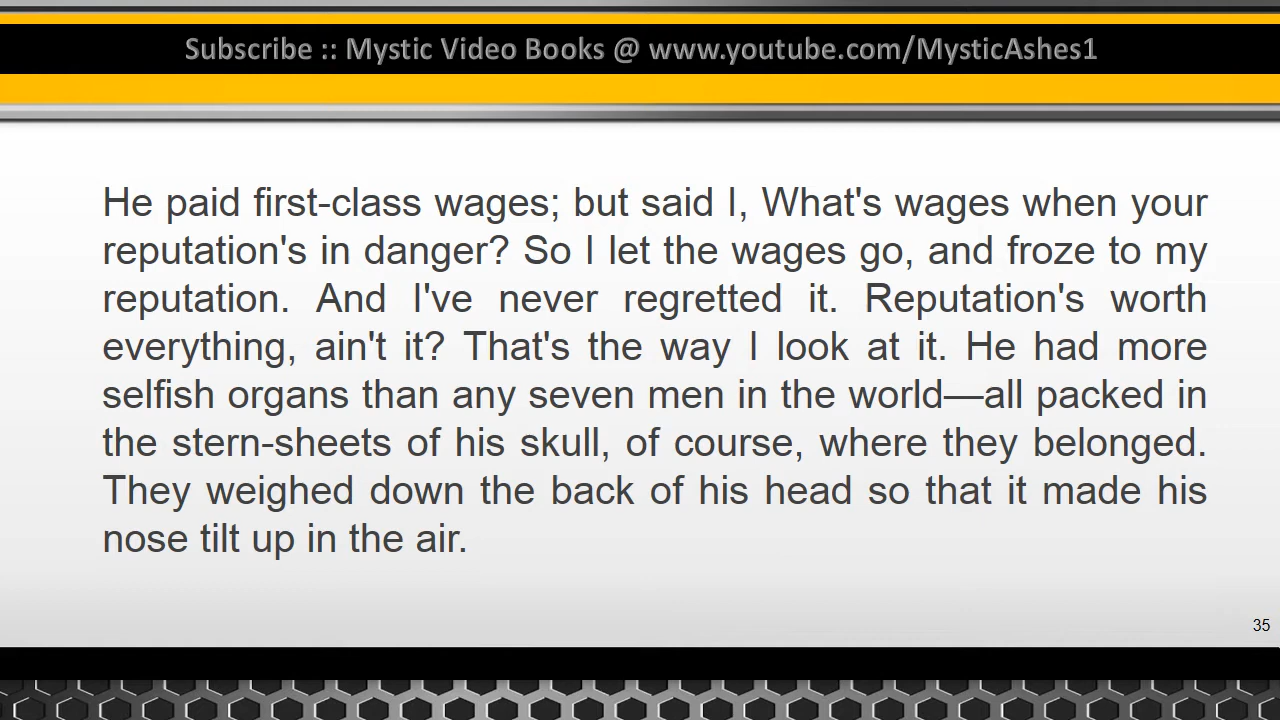 Subscribe :: Mystic Video Books @ www.youtube.com/MysticAshes1
He paid first-class wages; but said I, What's wages when your
reputation's in danger? So I let the wages go, and froze to my
reputation. And I've never regretted it. Reputation's worth
everything, ain't it? That's the way I look at it. He had more
selfish organs than any seven men in the world—all packed in
the stern-sheets of his skull, of course, where they belonged.
They weighed down the back of his head so that it made his
nose tilt up in the air.
35